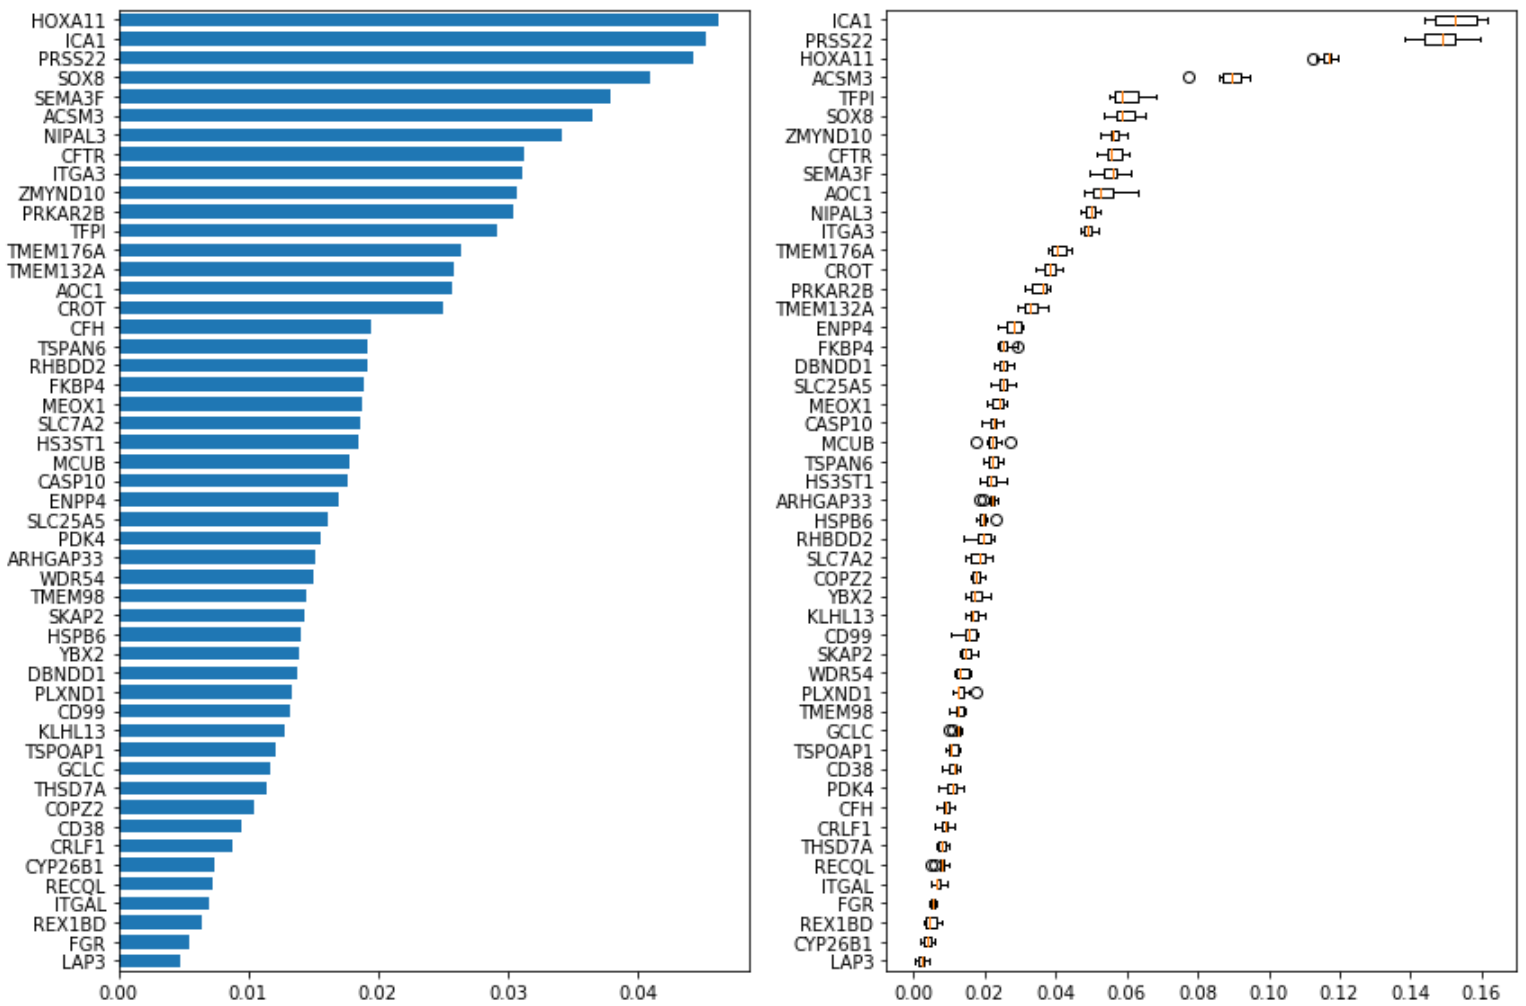 HOXA11
ICA1
PRSS22
SOX8
SEMA3F
ACSM3
NIPAL3
CFTR
ITGA3
ZMYND10
PRKAR2B
TFPI
TMEM176A
TMEM132A
AOC1
CROT
CFH
TSPAN6
RHBDD2
FKBP4
MEOX1
SLC7A2
HS3ST1
MCUB
CASP10
ENPP4
SLC25A5
PDK4
ARHGAP33
WDR54
TMEM98
SKAP2
HSPB6
YBX2
DBNDD1
PLXND1
CD99
KLHL13
TSPOAP1
GCLC
THSD7A
COPZ2
CD38
CRLF1
CYP26B1
RECQL
ITGAL
REX1BD
FGR
LAP3
0.00 0.01 0.02 0.03 0.04
ICA1
PRSS22
HOXA11
ACSM3
TFPI
SOX8
ZMYND10
CFTR
SEMA3F
AOC1
NIPAL3
ITGA3
TMEM176A
CROT
PRKAR2B
TMEM132A
ENPP4
FKBP4
DBNDD1
SLC25A5
MEOX1
CASP10
MCUB
TSPAN6
HS3ST1
ARHGAP33
HSPB6
RHBDD2
SLC7A2
COPZ2
YBX2
KLHL13
CD99
SKAP2
WDR54
PLXND1
TMEM98
GCLC
TSPOAP1
CD38
PDK4
CFH
CRLF1
THSD7A
RECQL
ITGAL
FGR
REX1BD
CYP26B1
LAP3
0.00 0.02 0.04 0.06 0.08 0.10 0.12 0.14 0.16